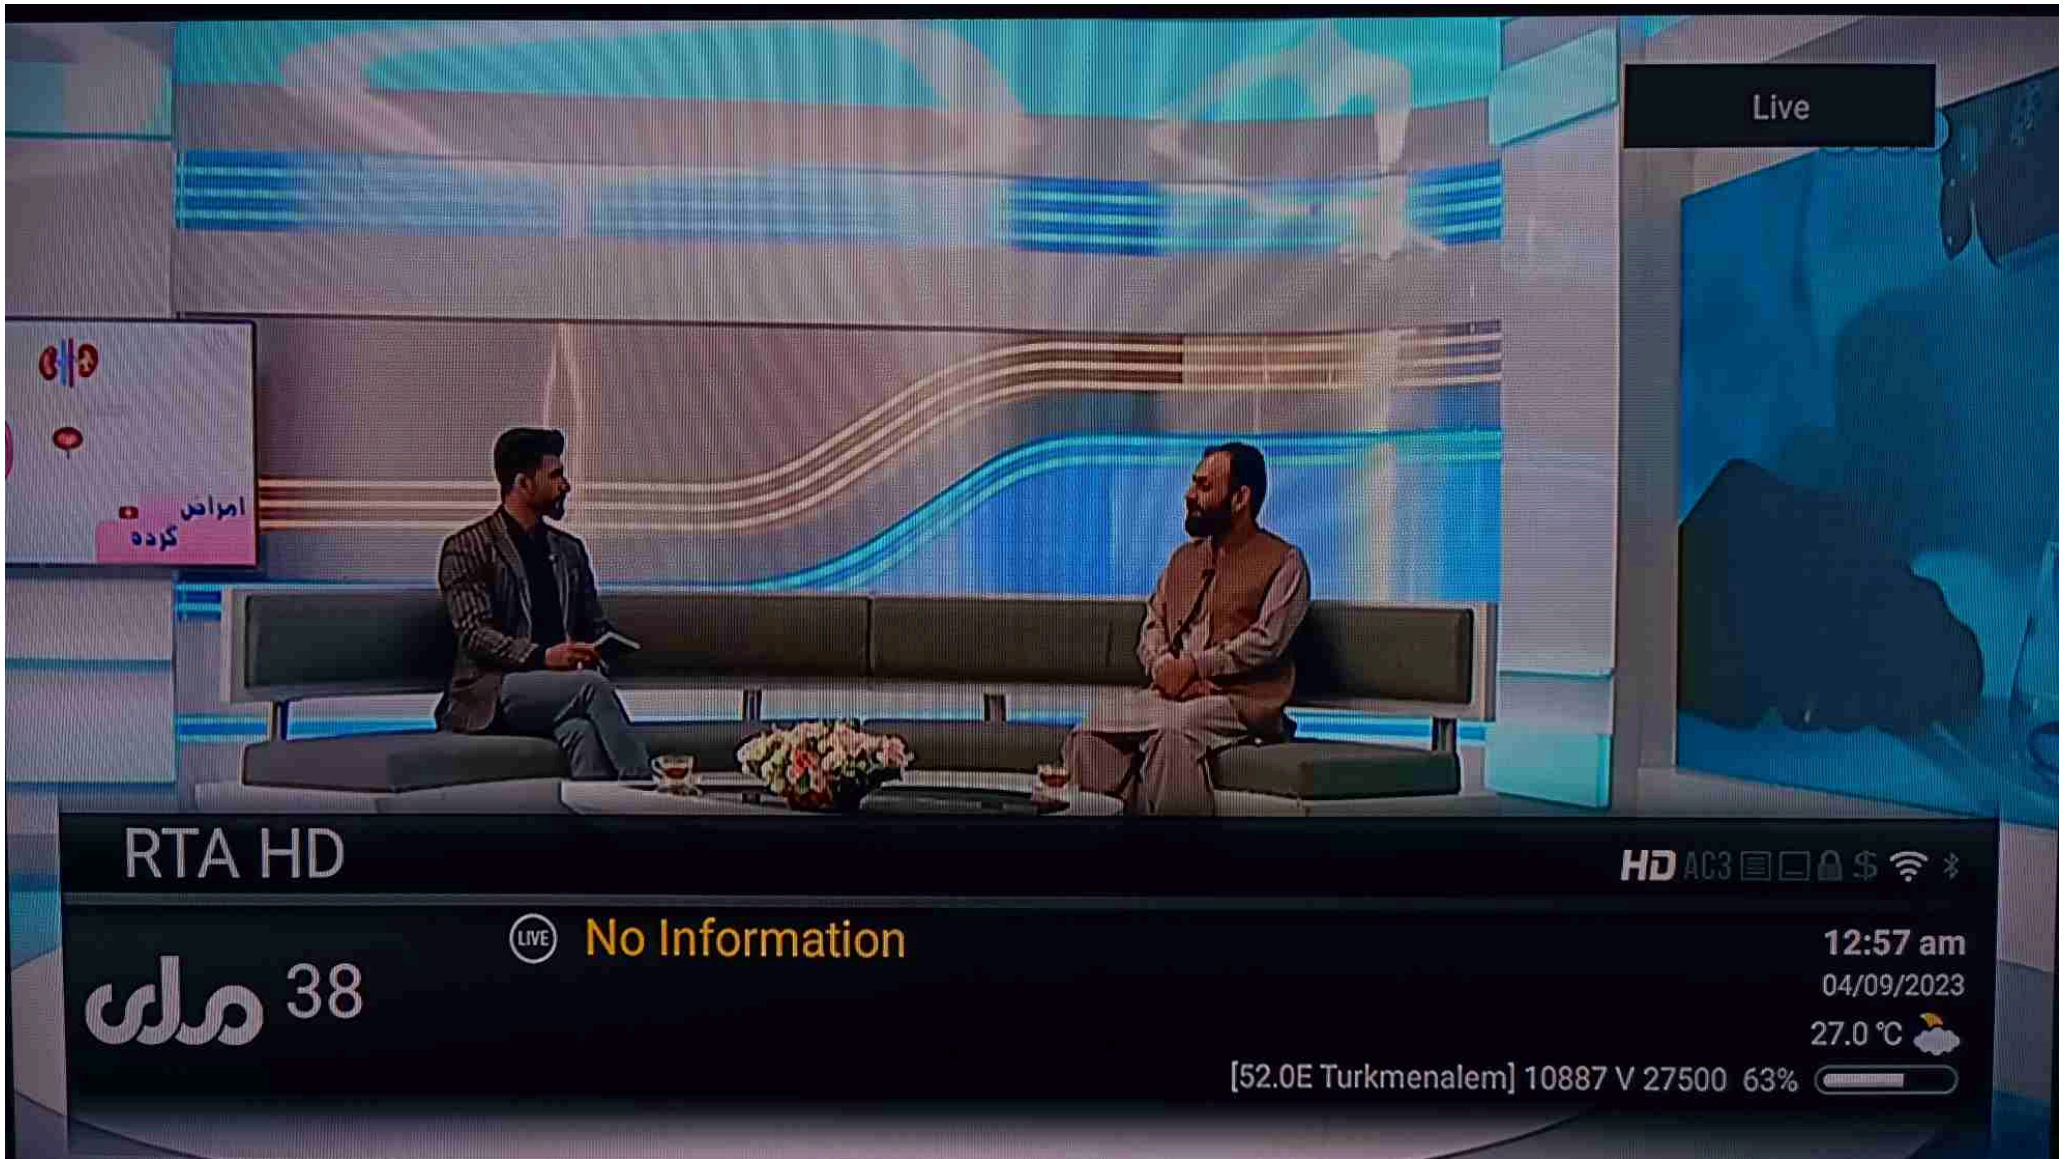 Live
امراض
گرده
RTA HD
HD AC3
LIVE No Information
ملی 38
12:57 am
04/09/2023
27.0 °C
[52.0E Turkmenalem] 10887 V 27500 63%